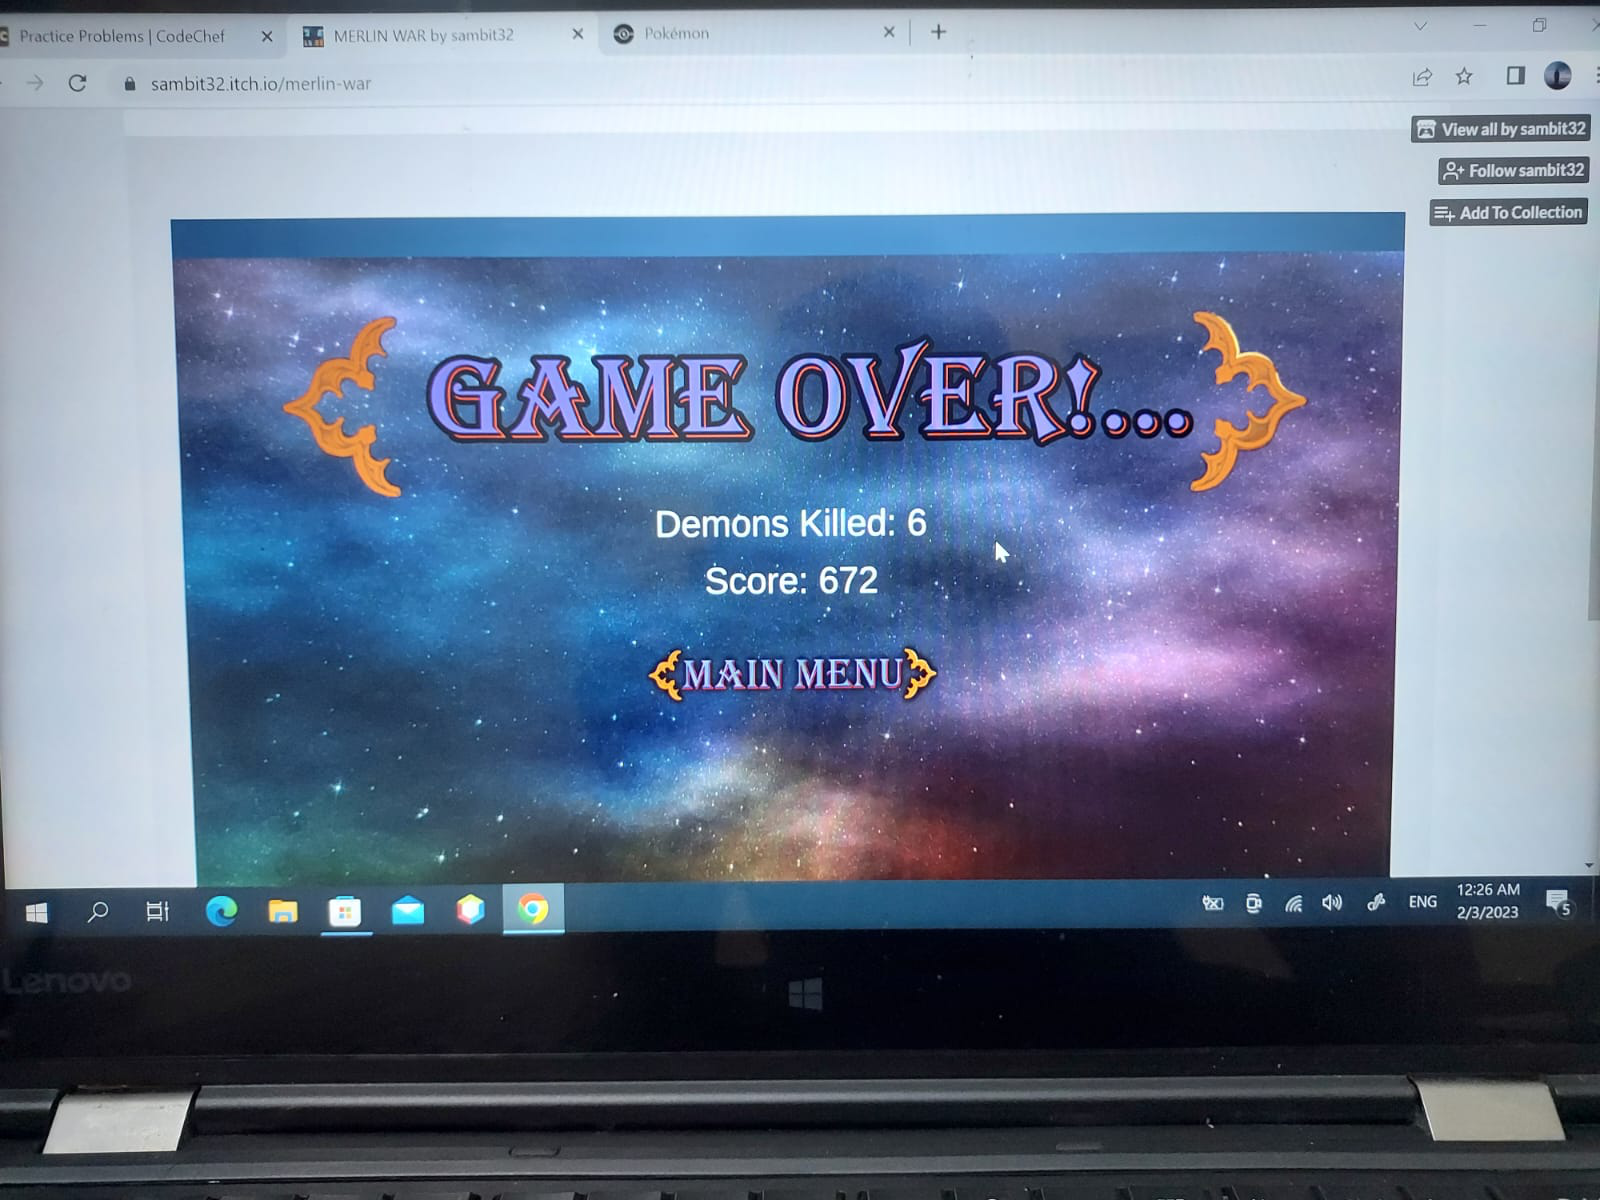 Practice Problems | CodeChef
MERLIN WAR by sambit32
Pokémon
sambit32.itch.io/merlin-war
View all by sambit32
Follow sambit32
Add To Collection
GAME OVER!...
Demons Killed: 6
Score: 672
MAIN MENU
ENG
12:26 AM
2/3/2023
5
Lenovo